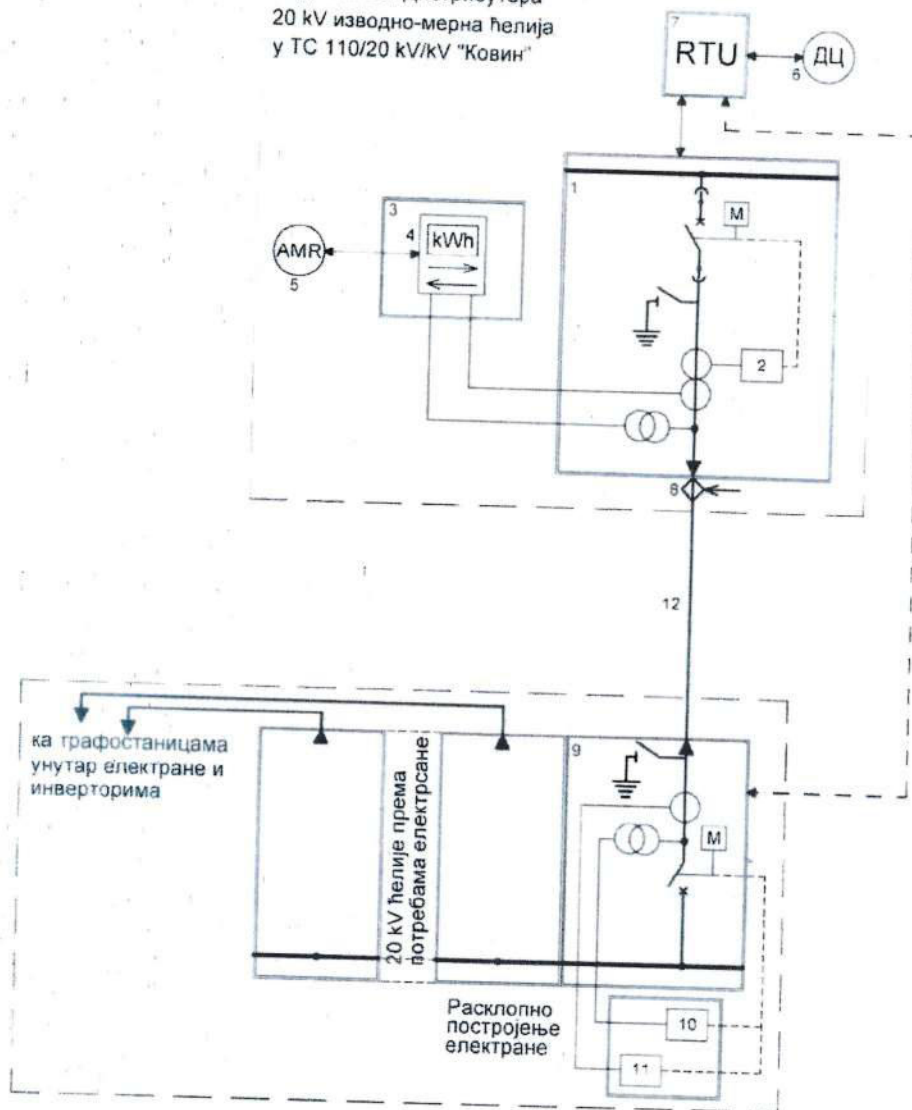 20 kV изводно-мерна ћелија
у ТС 110/20 kV/kV "Ковин"
7
RTU
6
ДЦ
1
M
3
4
kWh
AMR
5
2
8
12
ка трафостаницама
унутар електране и
инверторима
20 kV ћелије према
потребама електрсане
9
M
Расклопно
постројење
електране
10
11